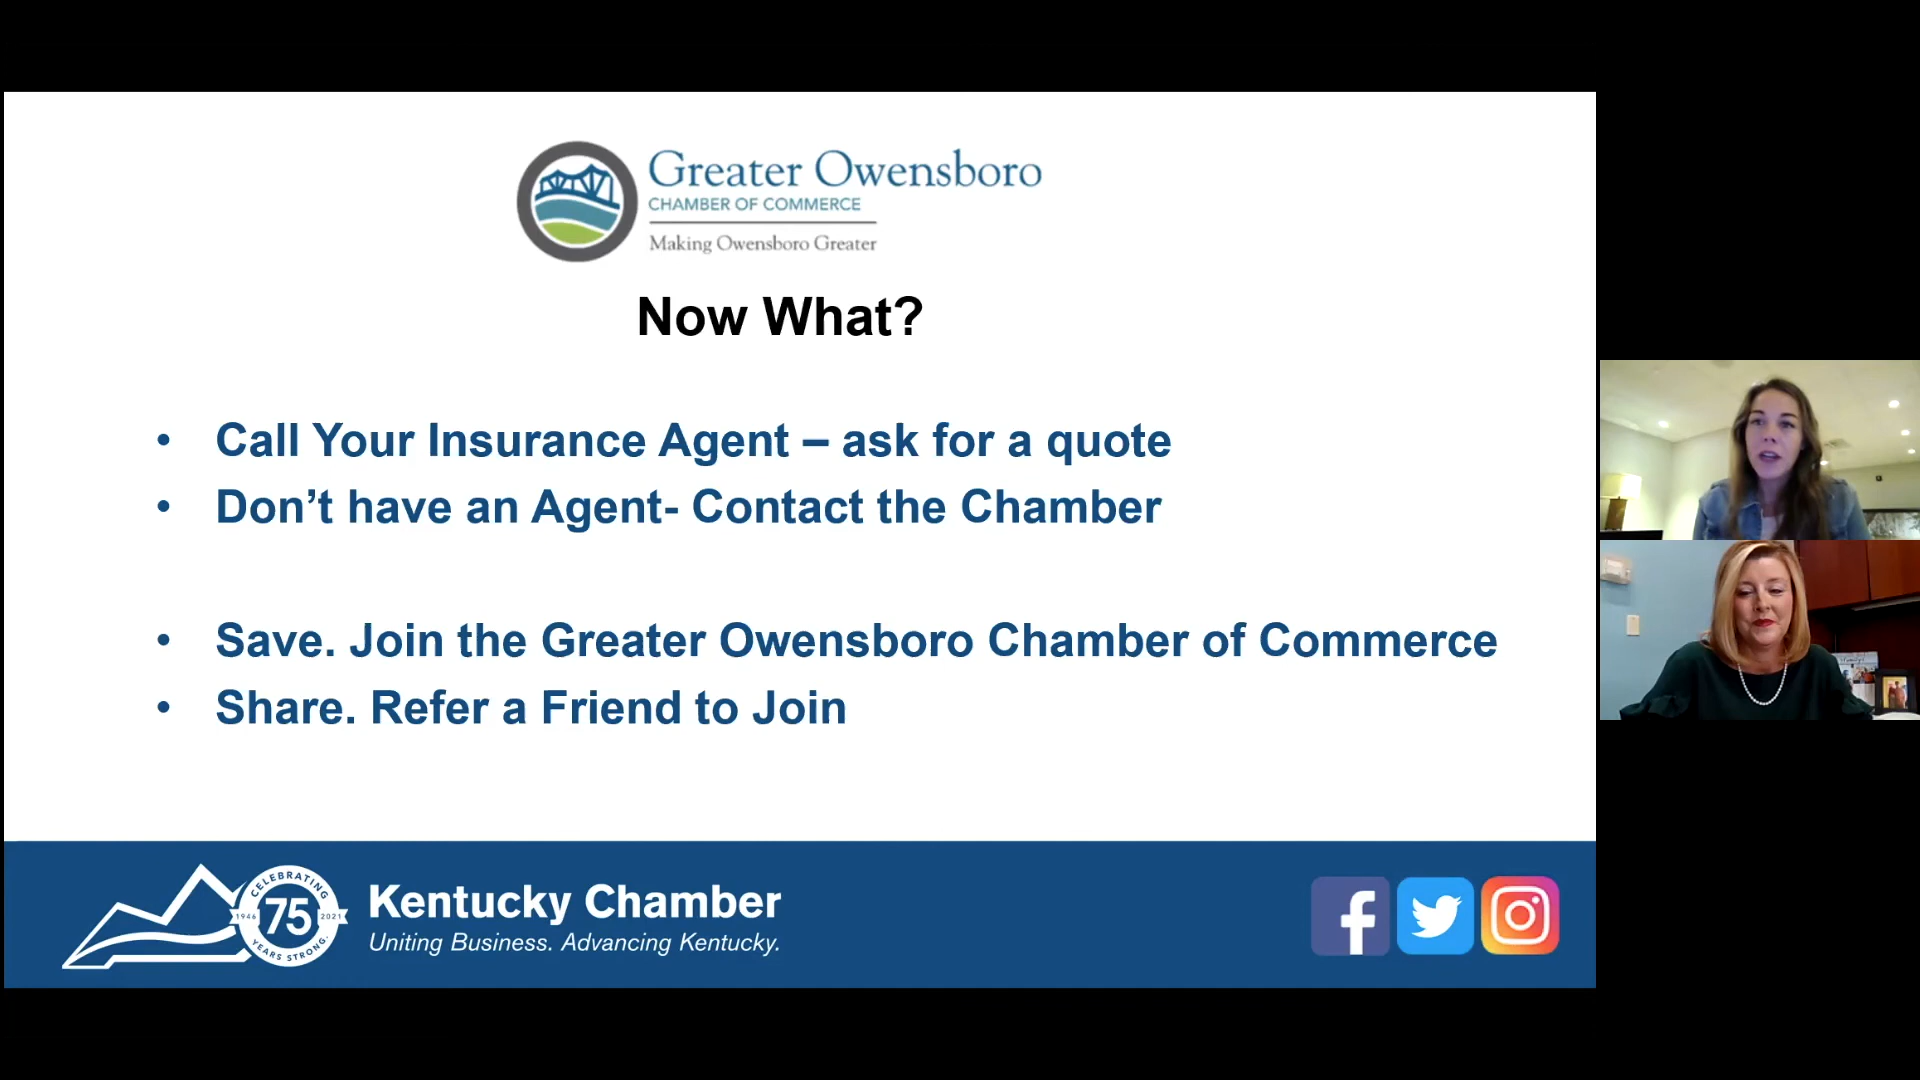 Greater Owensboro
CHAMBER OF COMMERCE
Making Owensboro Greater
Now What?
• Call Your Insurance Agent – ask for a quote
• Don’t have an Agent- Contact the Chamber
• Save. Join the Greater Owensboro Chamber of Commerce
• Share. Refer a Friend to Join
CELEBRATING
1946 75 2021
YEARS STRONG.
Kentucky Chamber
Uniting Business. Advancing Kentucky.